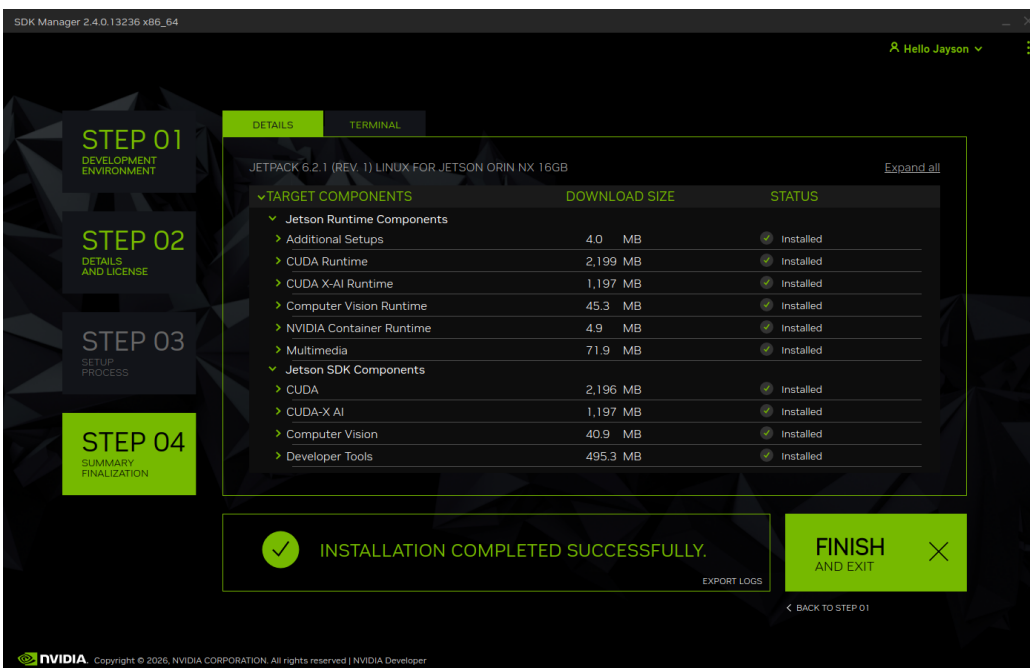 SDK Manager 2.4.0.13236 x86_64
Hello Jayson
STEP 01
DEVELOPMENT
ENVIRONMENT
STEP 02
DETAILS
AND LICENSE
STEP 03
SETUP
PROCESS
STEP 04
SUMMARY
FINALIZATION
DETAILS TERMINAL
JETPACK 6.2.1 (REV. 1) LINUX FOR JETSON ORIN NX 16GB Expand all
TARGET COMPONENTS DOWNLOAD SIZE STATUS
Jetson Runtime Components
Additional Setups 4.0 MB Installed
CUDA Runtime 2,199 MB Installed
CUDA X-AI Runtime 1,197 MB Installed
Computer Vision Runtime 45.3 MB Installed
NVIDIA Container Runtime 4.9 MB Installed
Multimedia 71.9 MB Installed
Jetson SDK Components
CUDA 2,196 MB Installed
CUDA-X AI 1,197 MB Installed
Computer Vision 40.9 MB Installed
Developer Tools 495.3 MB Installed
INSTALLATION COMPLETED SUCCESSFULLY.
EXPORT LOGS
FINISH
AND EXIT
BACK TO STEP 01
NVIDIA. Copyright © 2026, NVIDIA CORPORATION. All rights reserved | NVIDIA Developer